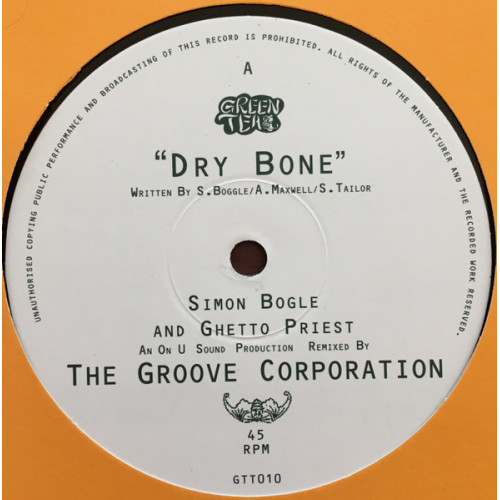 UNAUTHORISED COPYING PUBLIC PERFORMANCE AND BROADCASTING OF THIS RECORD IS PROHIBITED. ALL RIGHTS OF THE MANUFACTURER AND THE RECORDED WORK RESERVED.
A
GREEN
TEA
"DRY BONE"
WRITTEN BY S.BOGGLE/A.MAXWELL/S.TAILOR
SIMON BOGLE
AND GHETTO PRIEST
AN ON U SOUND PRODUCTION REMIXED BY
THE GROOVE CORPORATION
45
RPM
GTT010